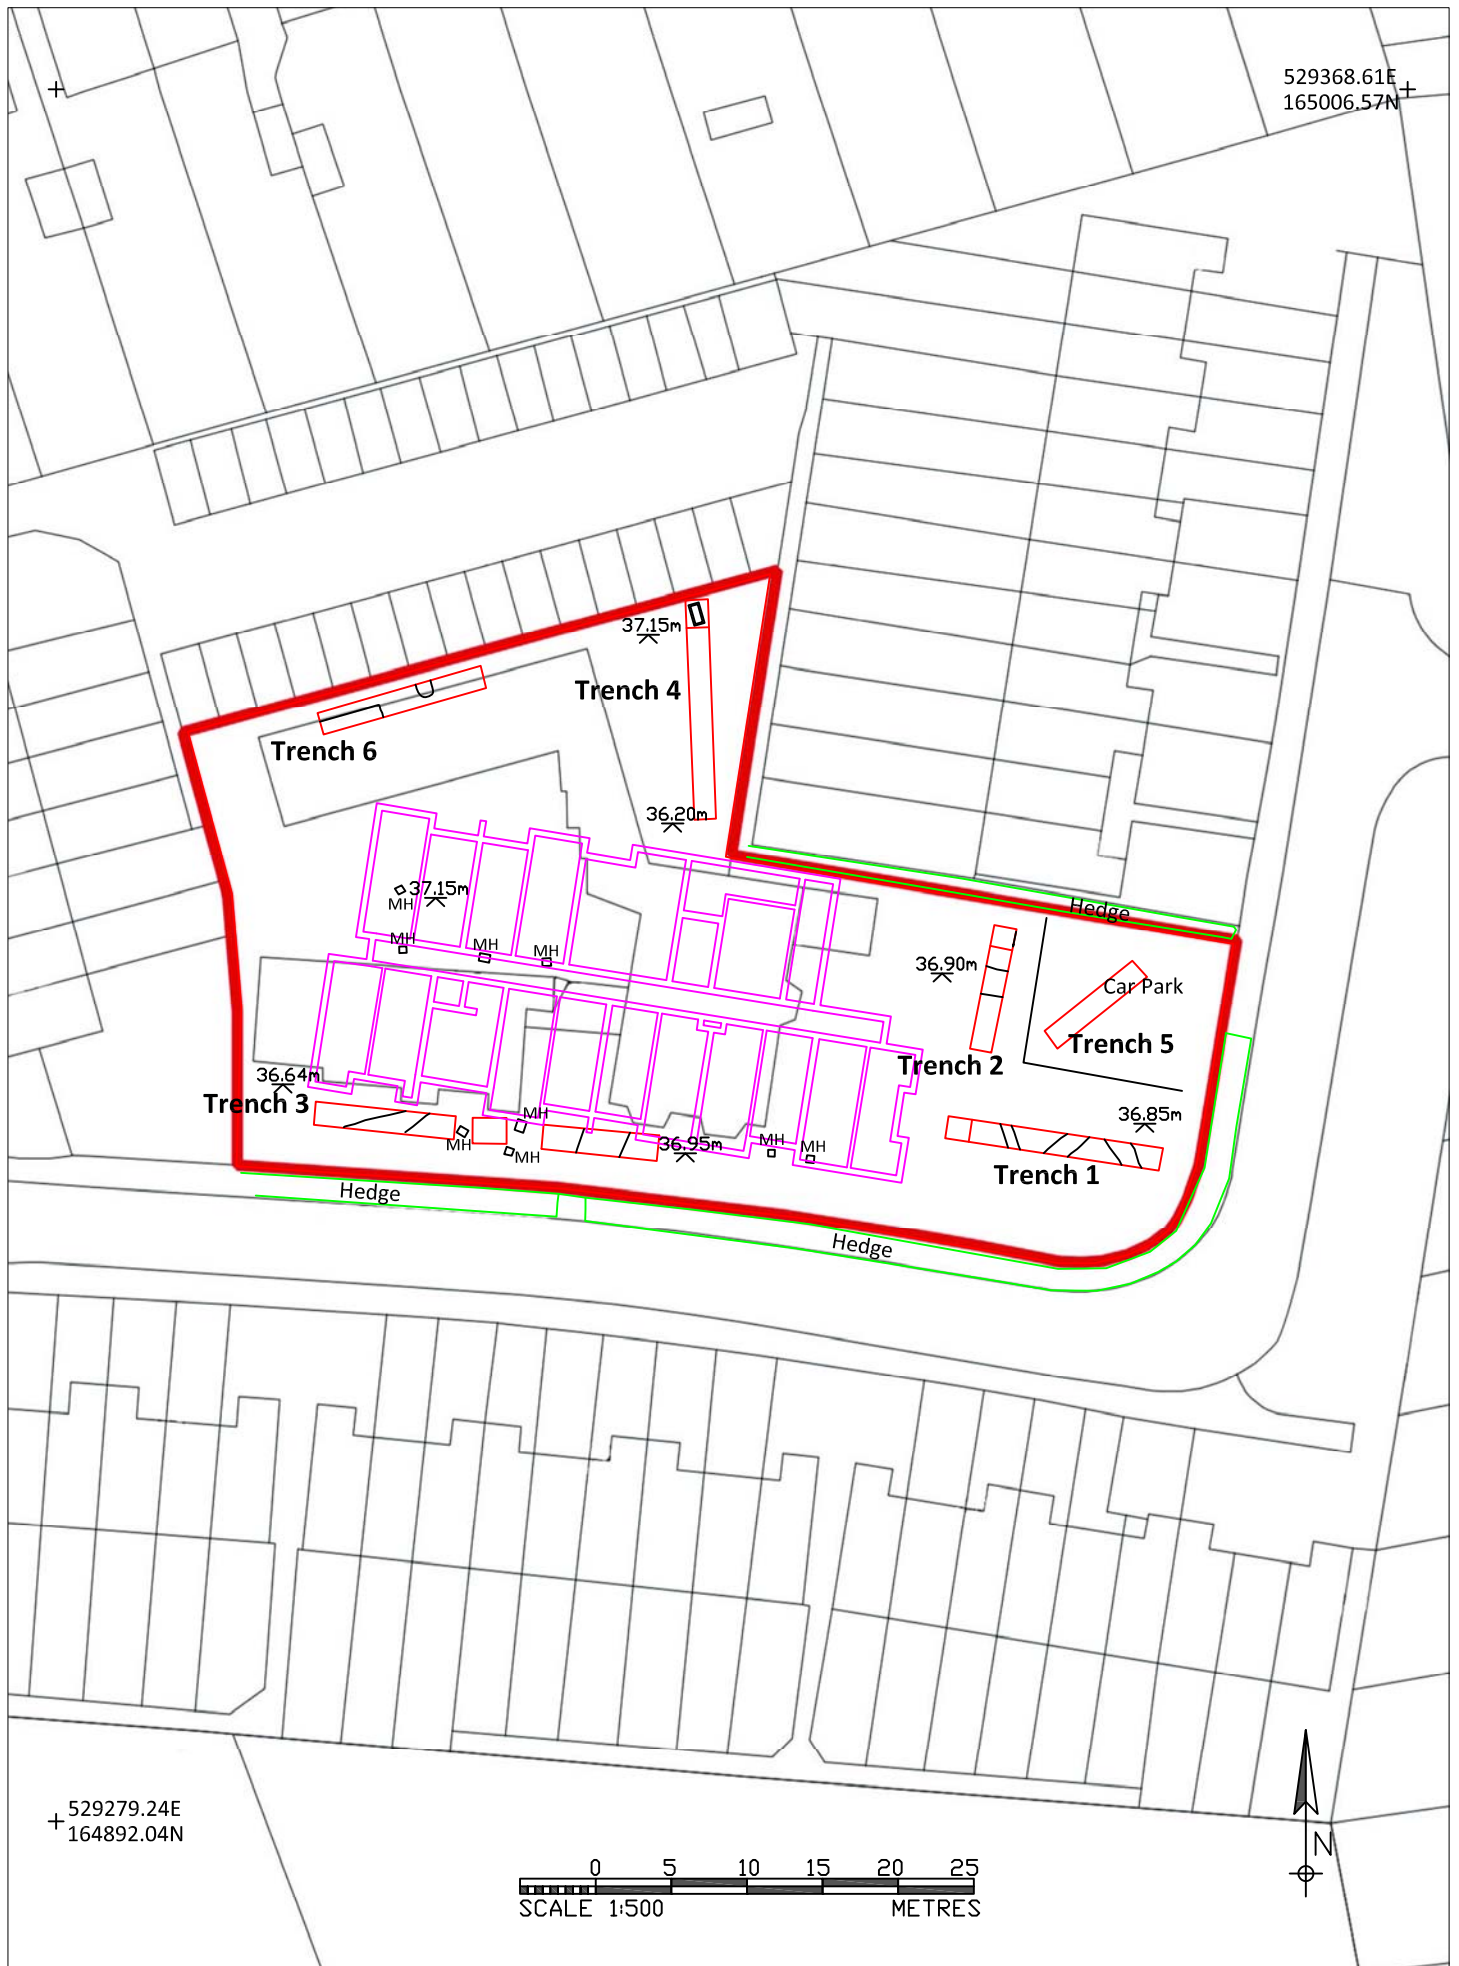 529368.61E
165006.57N
37.15m
Trench 4
Trench 6
36.20m
37.15m
MH
MH
MH
MH
Hedge
36.90m
Car Park
Trench 5
Trench 2
36.64m
Trench 3
36.85m
MH
MH
MH
36.95m
MH
MH
Trench 1
Hedge
Hedge
529279.24E
164892.04N
0 5 10 15 20 25
SCALE 1:500 METRES
N